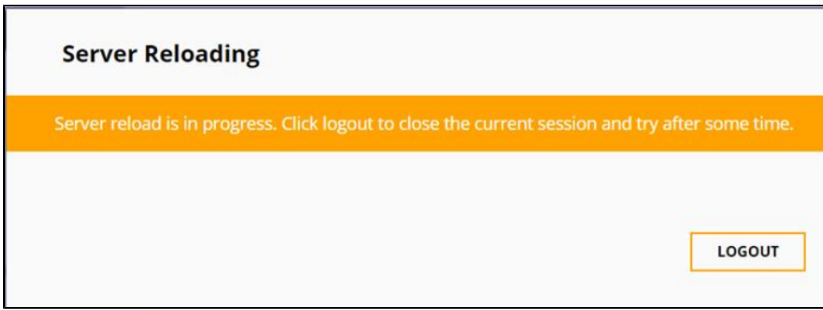 Server Reloading
Server reload is in progress. Click logout to close the current session and try after some time.
LOGOUT